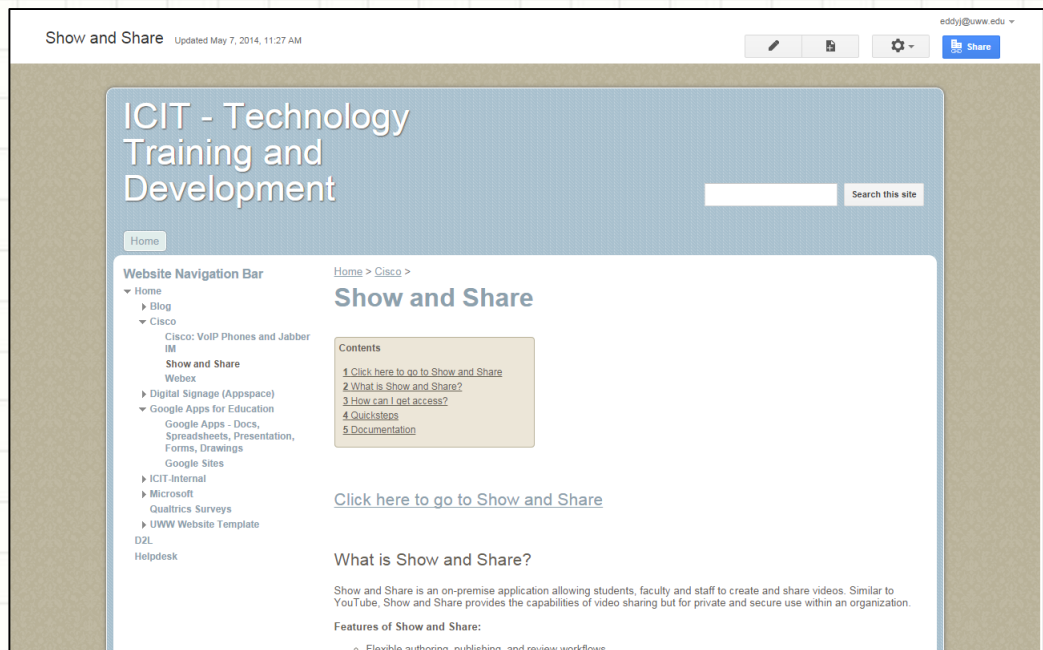 eddyj@uww.edu
Show and Share Updated May 7, 2014, 11:27 AM
Share
ICIT - Technology
Training and
Development
Search this site
Home
Website Navigation Bar
Home
Blog
Cisco
Cisco: VoIP Phones and Jabber
IM
Show and Share
Webex
Digital Signage (Appspace)
Google Apps for Education
Google Apps - Docs,
Spreadsheets, Presentation,
Forms, Drawings
Google Sites
ICIT-Internal
Microsoft
Qualtrics Surveys
UWW Website Template
D2L
Helpdesk
Home > Cisco >
Show and Share
Contents
1 Click here to go to Show and Share
2 What is Show and Share?
3 How can I get access?
4 Quicksteps
5 Documentation
Click here to go to Show and Share
What is Show and Share?
Show and Share is an on-premise application allowing students, faculty and staff to create and share videos. Similar to
YouTube, Show and Share provides the capabilities of video sharing but for private and secure use within an organization.
Features of Show and Share:
Flexible authoring, publishing, and review workflows